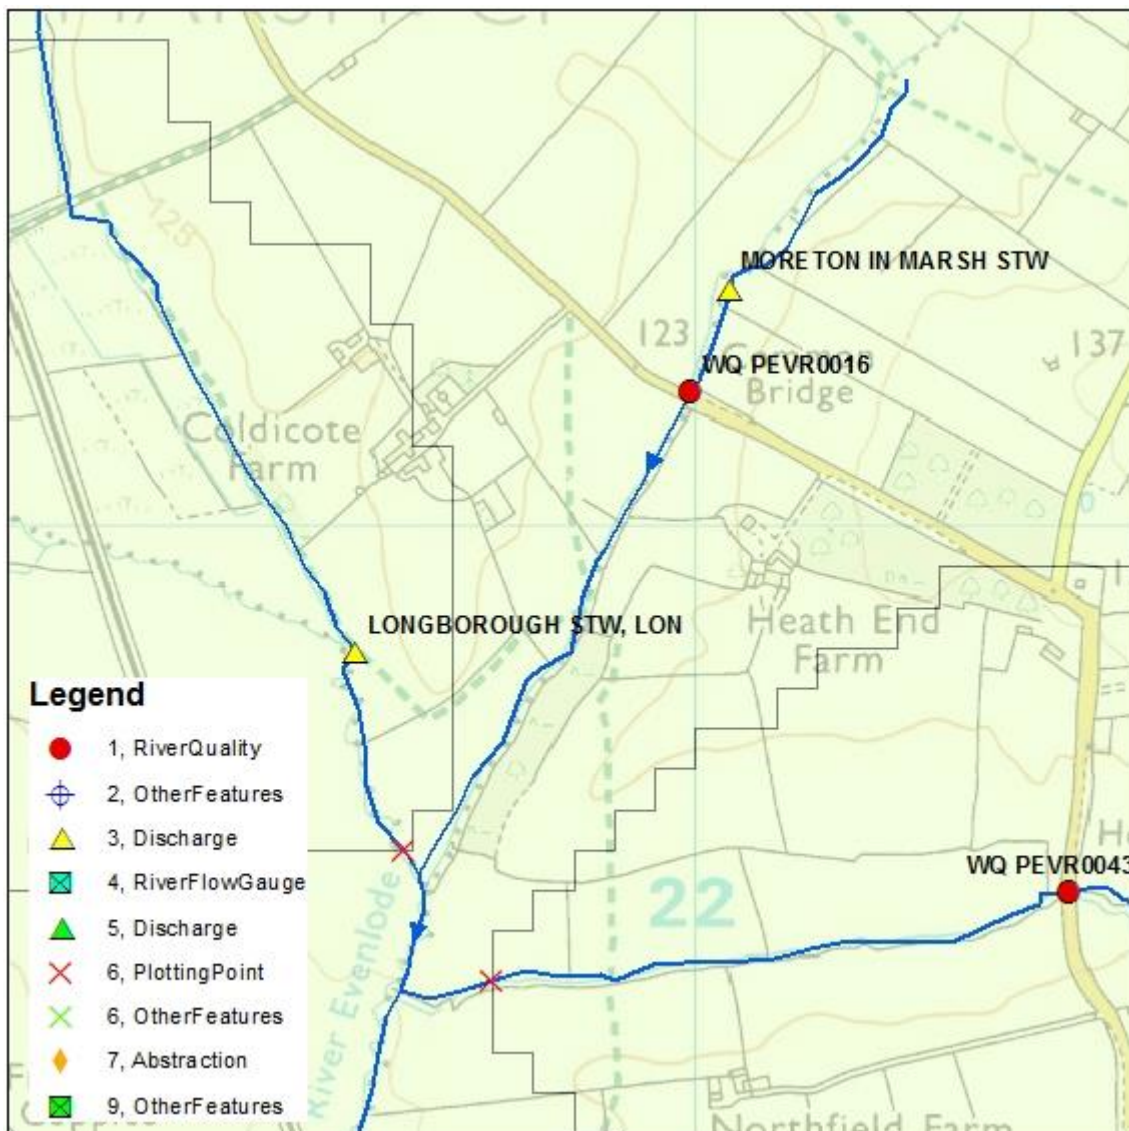 MORETON IN MARSH STW
123
Common
WQ PEVR0016
Bridge
137
128
Coldicote
Farm
LONGBOROUGH STW, LON
Heath End
Farm
Legend
1, RiverQuality
2, OtherFeatures
3, Discharge
4, RiverFlowGauge
5, Discharge
6, PlottingPoint
6, OtherFeatures
7, Abstraction
9, OtherFeatures
WQ PEVR0043
22
River Evenlode
Northfield Farm